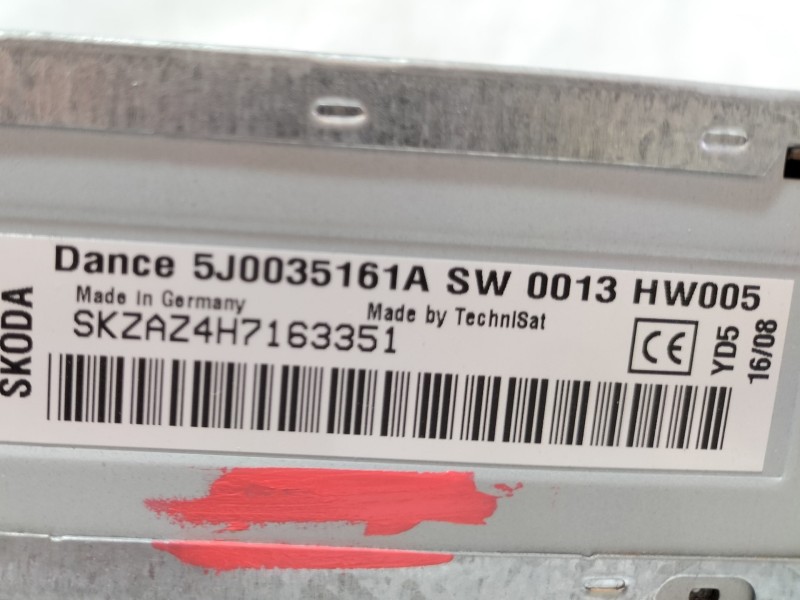 SKODA
Dance 5J0035161A SW 0013 HW005
Made in Germany
Made by TechniSat
SKZAZ4H7163351
CE
YD5
16/08